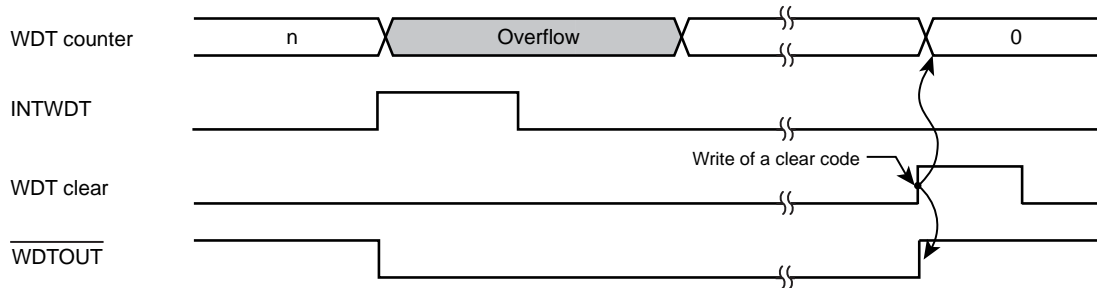 WDT counter n Overflow 0
INTWDT
Write of a clear code
WDT clear
WDTOUT